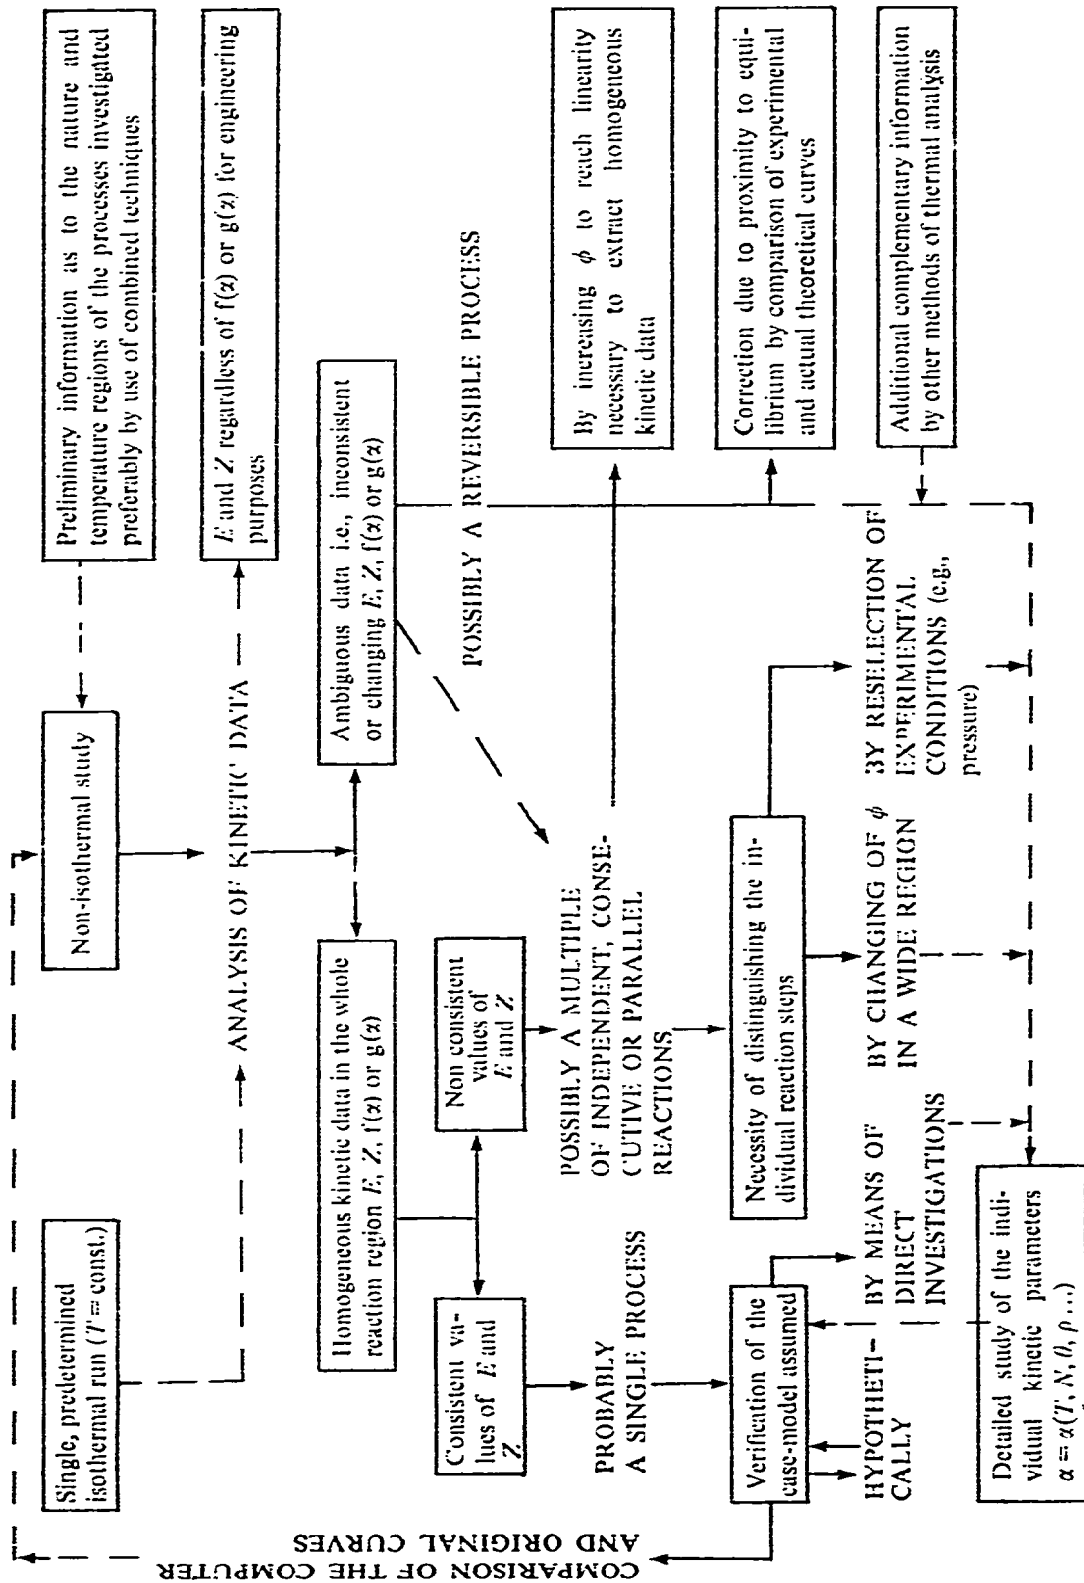 COMPARISON OF THE COMPUTER
AND ORIGINAL CURVES
Single, predetermined
isothermal run (T = const.)
Non-isothermal study
Preliminary information as to the nature and
temperature regions of the processes investigated
preferably by use of combined techniques
ANALYSIS OF KINETIC DATA
E and Z regardless of f(α) or g(α) for engineering
purposes
Homogeneous kinetic data in the whole
reaction region E, Z, f(α) or g(α)
Ambiguous data i.e., inconsistent
or changing E, Z, f(α) or g(α)
Consistent va-
lues of E and
Z
Non consistent
values of
E and Z
POSSIBLY A REVERSIBLE PROCESS
PROBABLY
A SINGLE PROCESS
POSSIBLY A MULTIPLE
OF INDEPENDENT, CONSE-
CUTIVE OR PARALLEL
REACTIONS
By increasing ϕ to reach linearity
necessary to extract homogeneous
kinetic data
Verification of the
case-model assumed
Necessity of distinguishing the in-
dividual reaction steps
Correction due to proximity to equi-
librium by comparison of experimental
and actual theoretical curves
HYPOTHETI-
CALLY
BY MEANS OF
DIRECT
INVESTIGATIONS
BY CHANGING OF ϕ
IN A WIDE REGION
BY RESELECTION OF
EXPERIMENTAL
CONDITIONS (e.g.,
pressure)
Additional complementary information
by other methods of thermal analysis
Detailed study of the indi-
vidual kinetic parameters
α = α(T, N, θ, ρ ...)